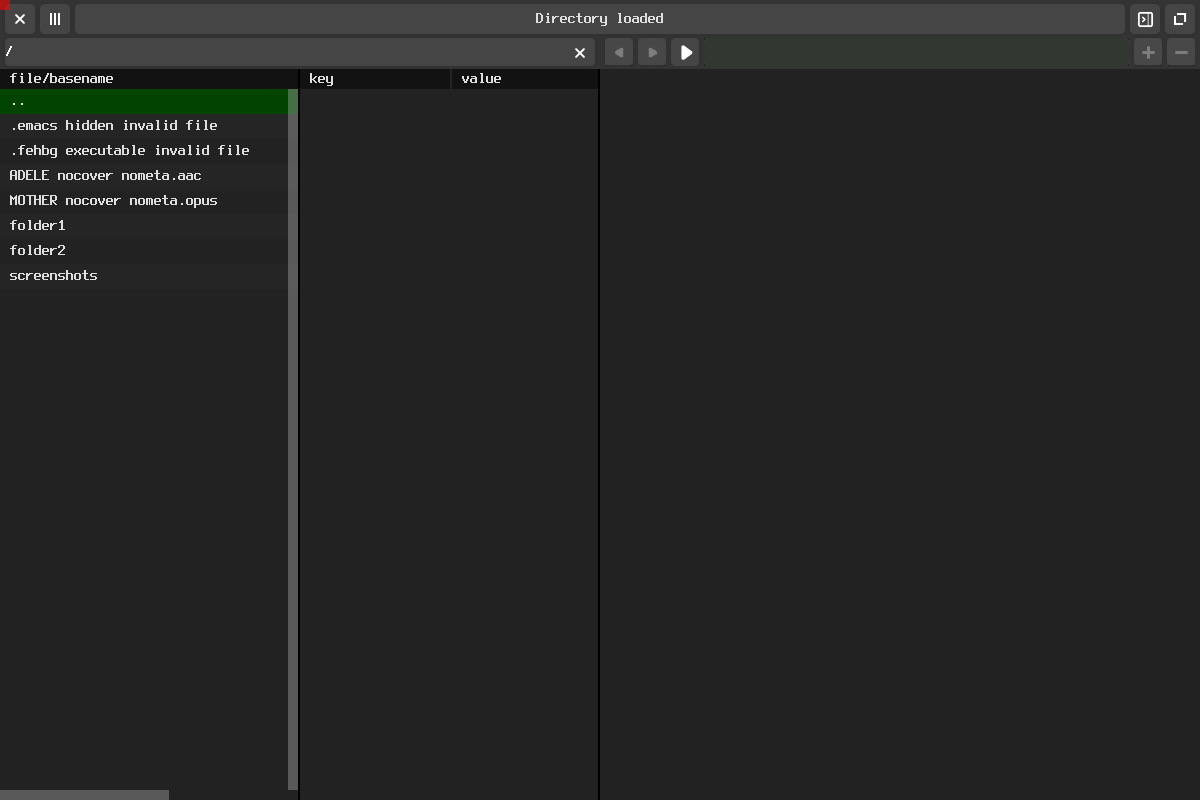 Directory loaded
/
file/basename key value
..
.emacs hidden invalid file
.fehbg executable invalid file
ADELE nocover nometa.aac
MOTHER nocover nometa.opus
folder1
folder2
screenshots